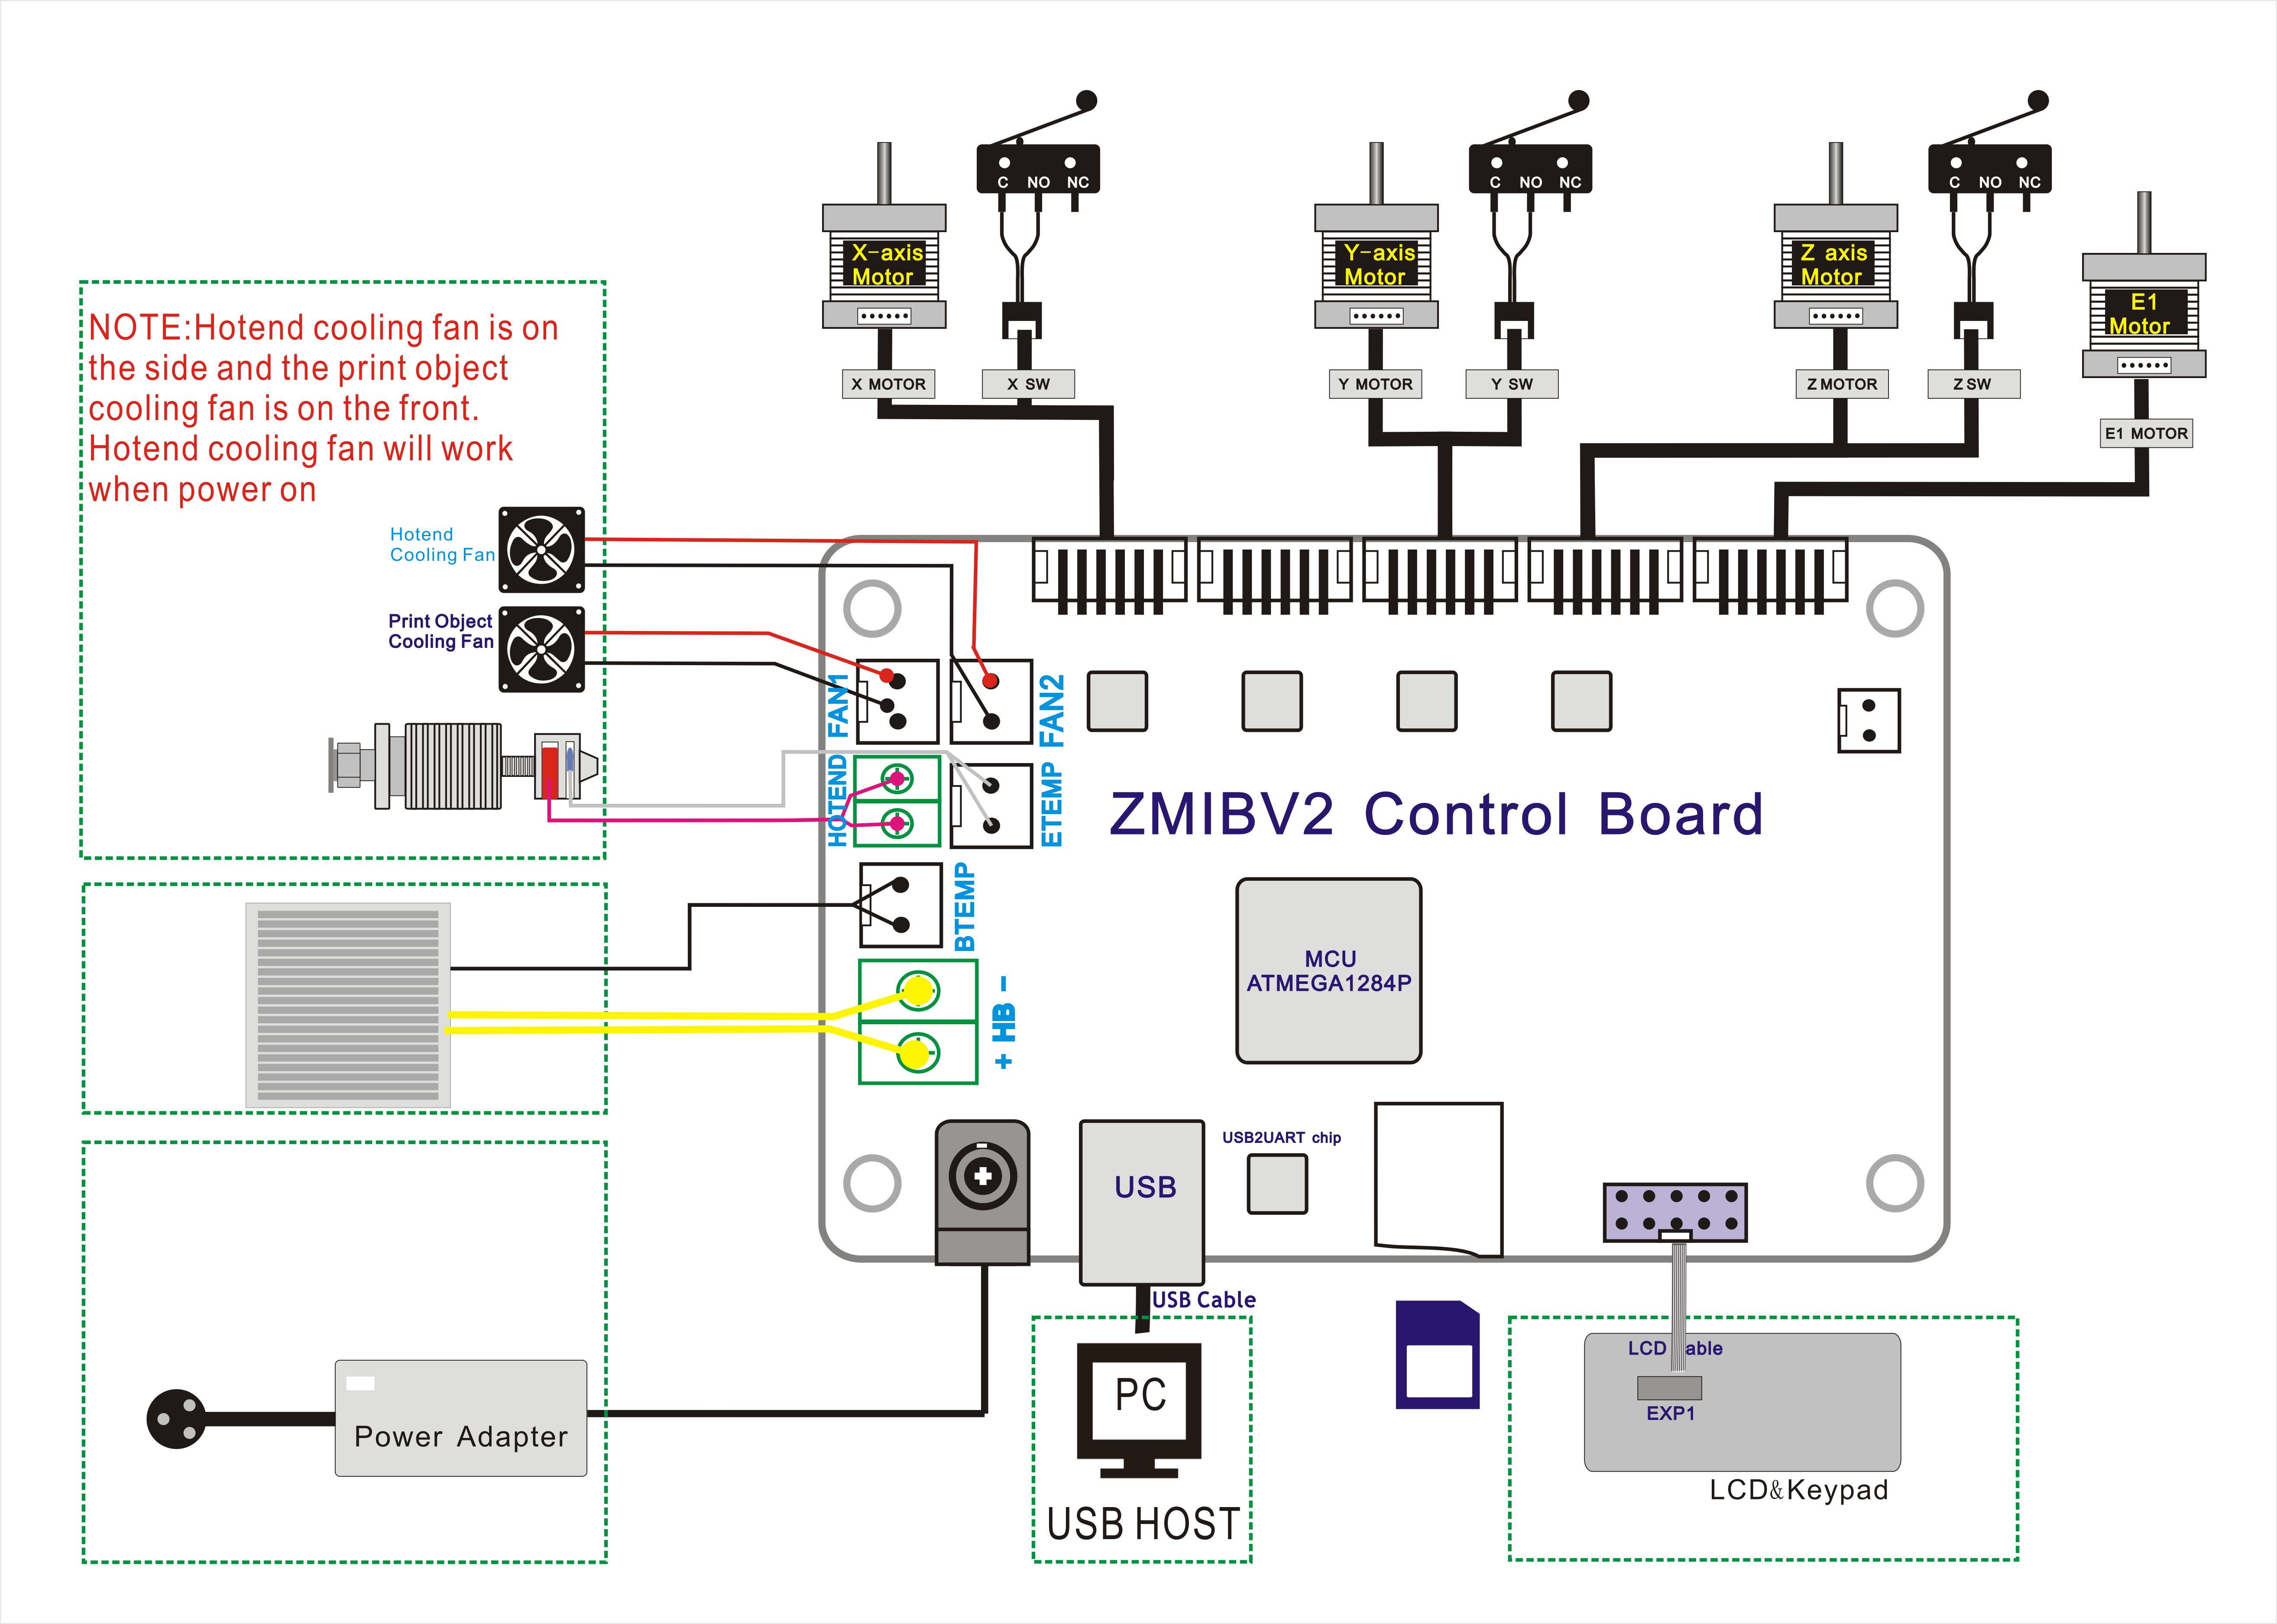 C NO NC
C NO NC
C NO NC
X-axis
Motor
Y-axis
Motor
Z axis
Motor
E1
Motor
X MOTOR
X SW
Y MOTOR
Y SW
Z MOTOR
Z SW
E1 MOTOR
NOTE:Hotend cooling fan is on
the side and the print object
cooling fan is on the front.
Hotend cooling fan will work
when power on
Hotend
Cooling Fan
Print Object
Cooling Fan
FAN1
FAN2
HOTEND
ETEMP
ZMIBV2 Control Board
BTEMP
+ HB -
MCU
ATMEGA1284P
USB2UART chip
USB
USB Cable
PC
USB HOST
Power Adapter
LCD able
EXP1
LCD&Keypad